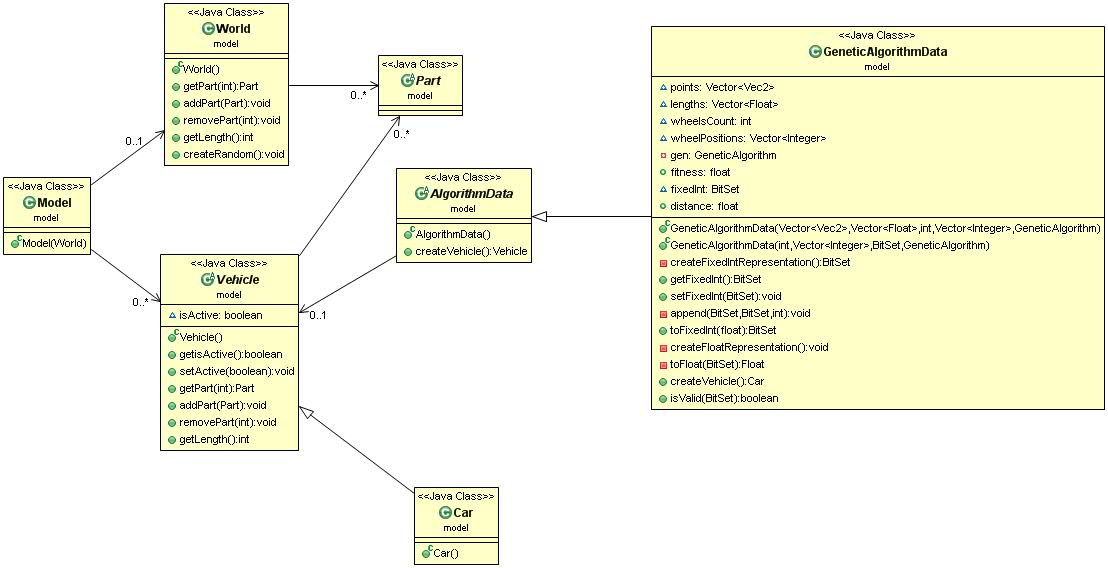 <<Java Class>>
World
model
World()
getPart(int):Part
addPart(Part):void
removePart(int):void
getLength():int
createRandom():void
<<Java Class>>
Part
model
0..*
0..*
0..1
<<Java Class>>
Model
model
Model(World)
0..*
<<Java Class>>
AlgorithmData
model
AlgorithmData()
createVehicle():Vehicle
0..1
<<Java Class>>
Vehicle
model
isActive: boolean
Vehicle()
getisActive():boolean
setActive(boolean):void
getPart(int):Part
addPart(Part):void
removePart(int):void
getLength():int
<<Java Class>>
Car
model
Car()
<<Java Class>>
GeneticAlgorithmData
model
points: Vector<Vec2>
lengths: Vector<Float>
wheelsCount: int
wheelPositions: Vector<Integer>
gen: GeneticAlgorithm
fitness: float
fixedInt: BitSet
distance: float
GeneticAlgorithmData(Vector<Vec2>,Vector<Float>,int,Vector<Integer>,GeneticAlgorithm)
GeneticAlgorithmData(int,Vector<Integer>,BitSet,GeneticAlgorithm)
createFixedIntRepresentation():BitSet
getFixedInt():BitSet
setFixedInt(BitSet):void
append(BitSet,BitSet,int):void
toFixedInt(float):BitSet
createFloatRepresentation():void
toFloat(BitSet):Float
createVehicle():Car
isValid(BitSet):boolean